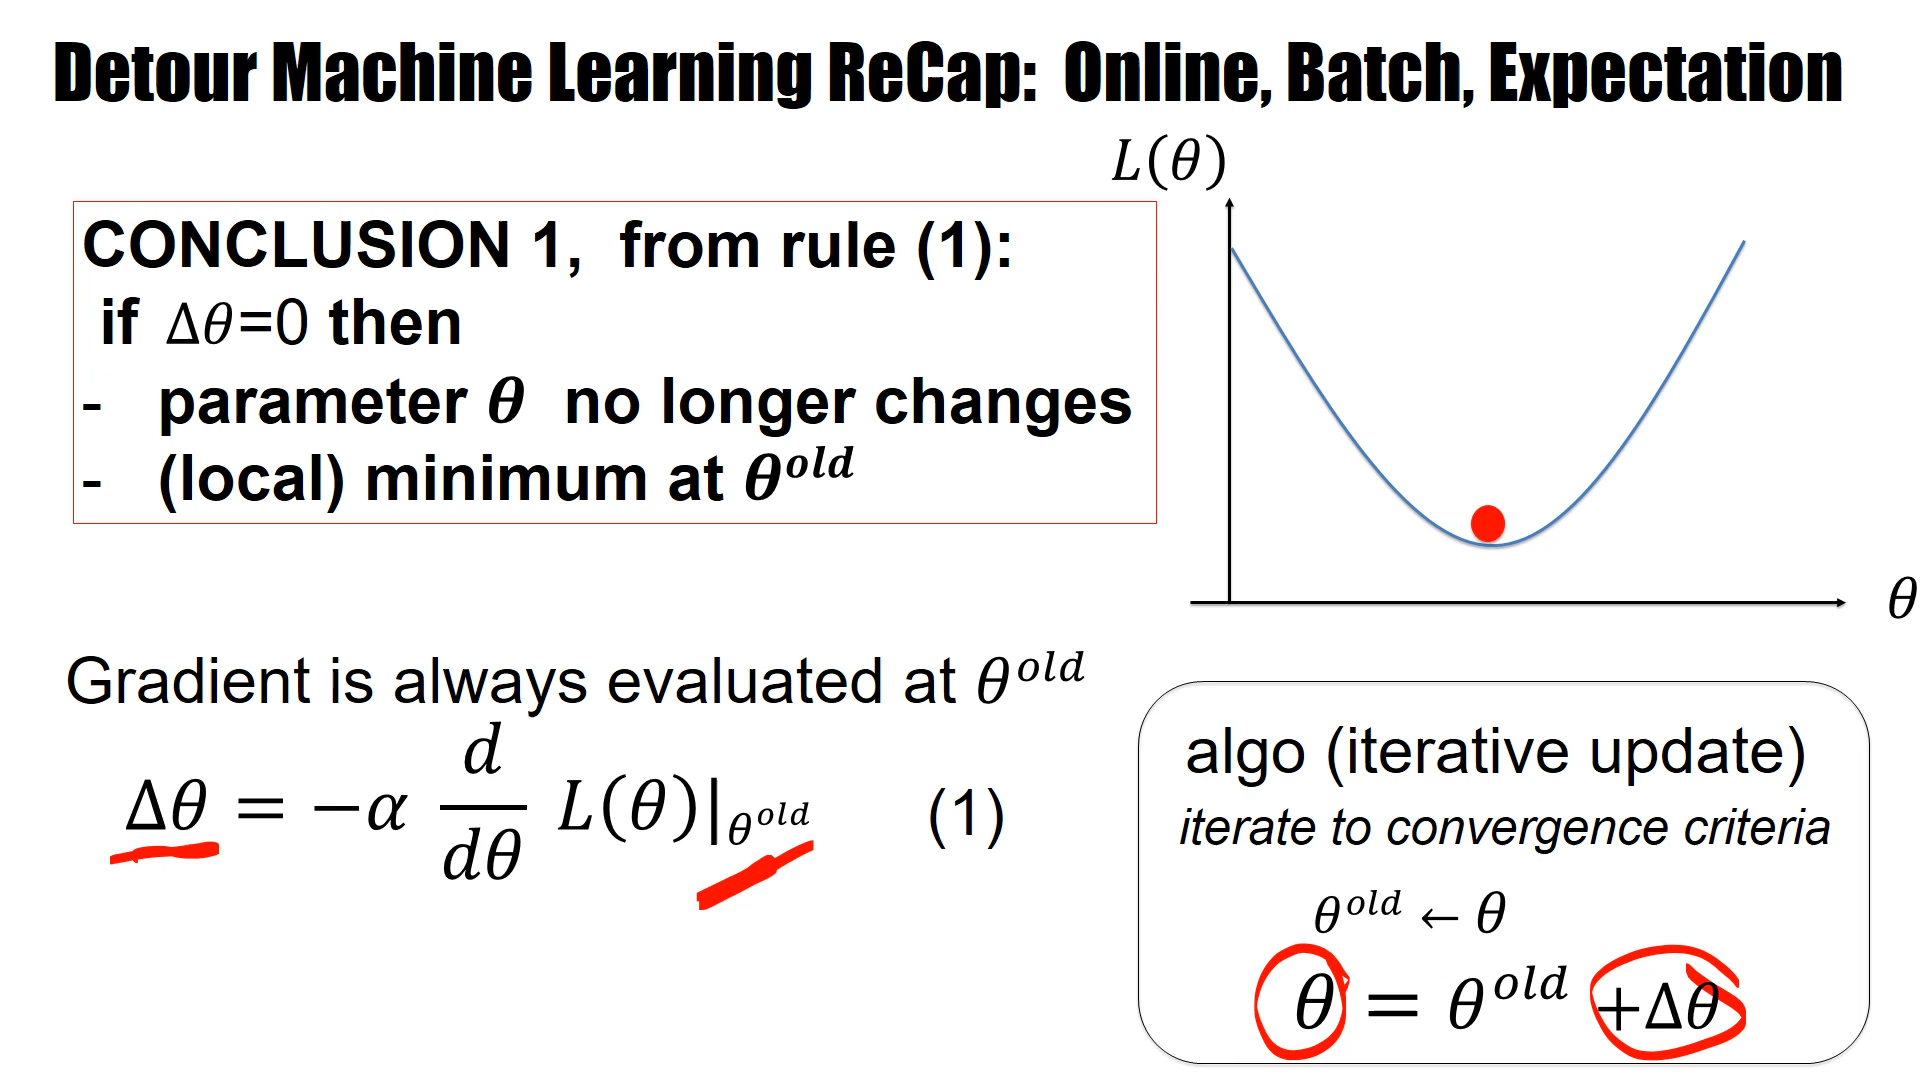 Detour Machine Learning ReCap: Online, Batch, Expectation
L(θ)
CONCLUSION 1, from rule (1):
if Δθ=0 then
- parameter θ no longer changes
- (local) minimum at θ^old
θ
Gradient is always evaluated at θ^old
Δθ = −α d/dθ L(θ)|_θ^old (1)
algo (iterative update)
iterate to convergence criteria
θ^old ← θ
θ = θ^old +Δθ